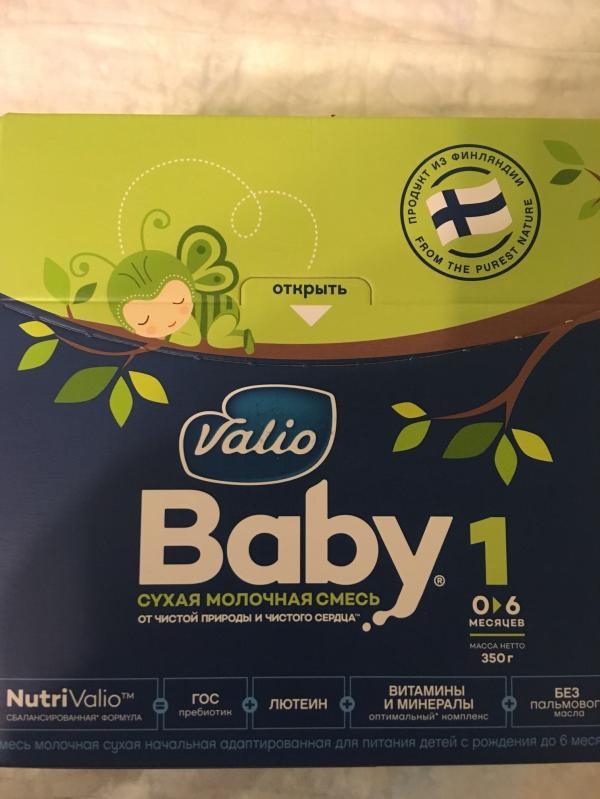 ПРОДУКТ ИЗ ФИНЛЯНДИИ
FROM THE PUREST NATURE
открыть
Valio
Baby® 1
СУХАЯ МОЛОЧНАЯ СМЕСЬ
ОТ ЧИСТОЙ ПРИРОДЫ И ЧИСТОГО СЕРДЦА™
0 6
МЕСЯЦЕВ
МАССА НЕТТО
350 г
NutriValio™
СБАЛАНСИРОВАННАЯ* ФОРМУЛА
=
ГОС
пребиотик
+
ЛЮТЕИН
+
ВИТАМИНЫ
И МИНЕРАЛЫ
оптимальный* комплекс
+
БЕЗ
пальмового
масла
месь молочная сухая начальная адаптированная для питания детей с рождения до 6 меся